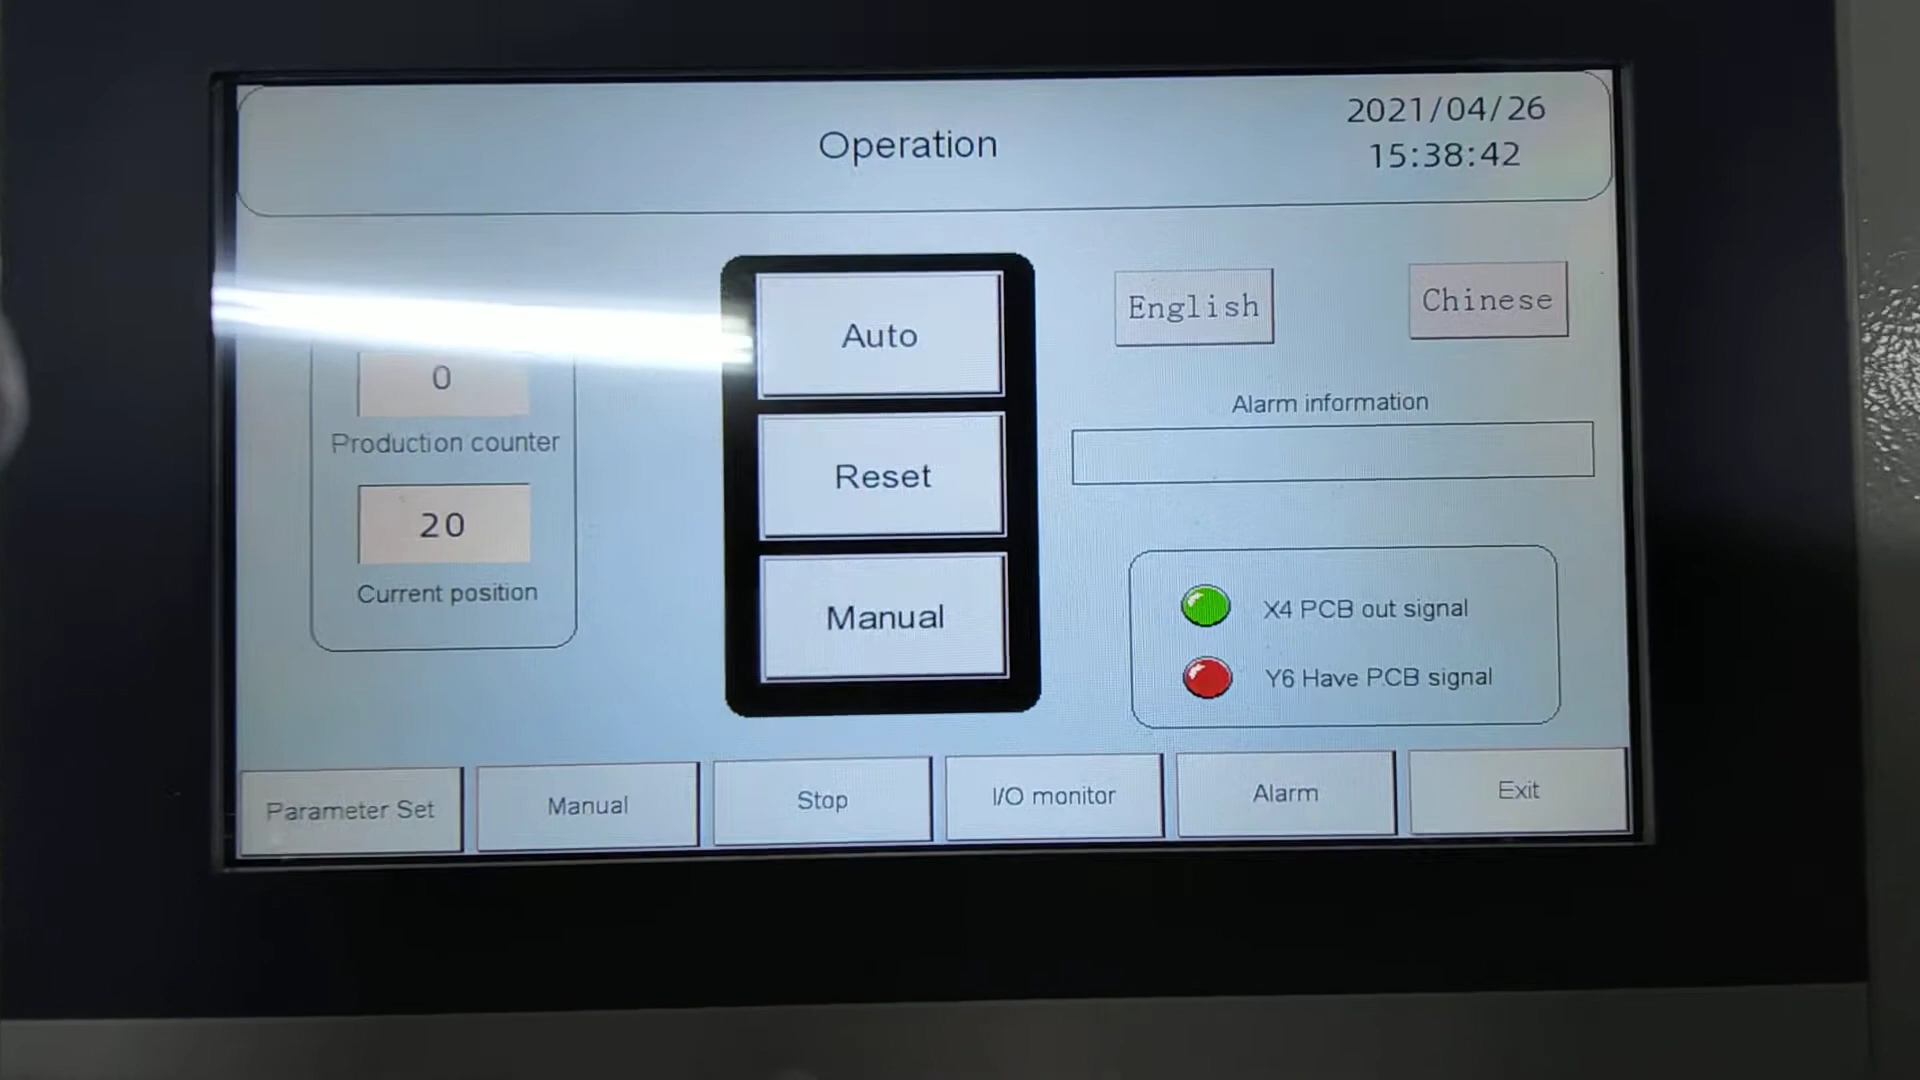 Operation
2021/04/26
15:38:42
0
Production counter
20
Current position
Auto
Reset
Manual
English
Chinese
Alarm information
X4 PCB out signal
Y6 Have PCB signal
Parameter Set
Manual
Stop
I/O monitor
Alarm
Exit